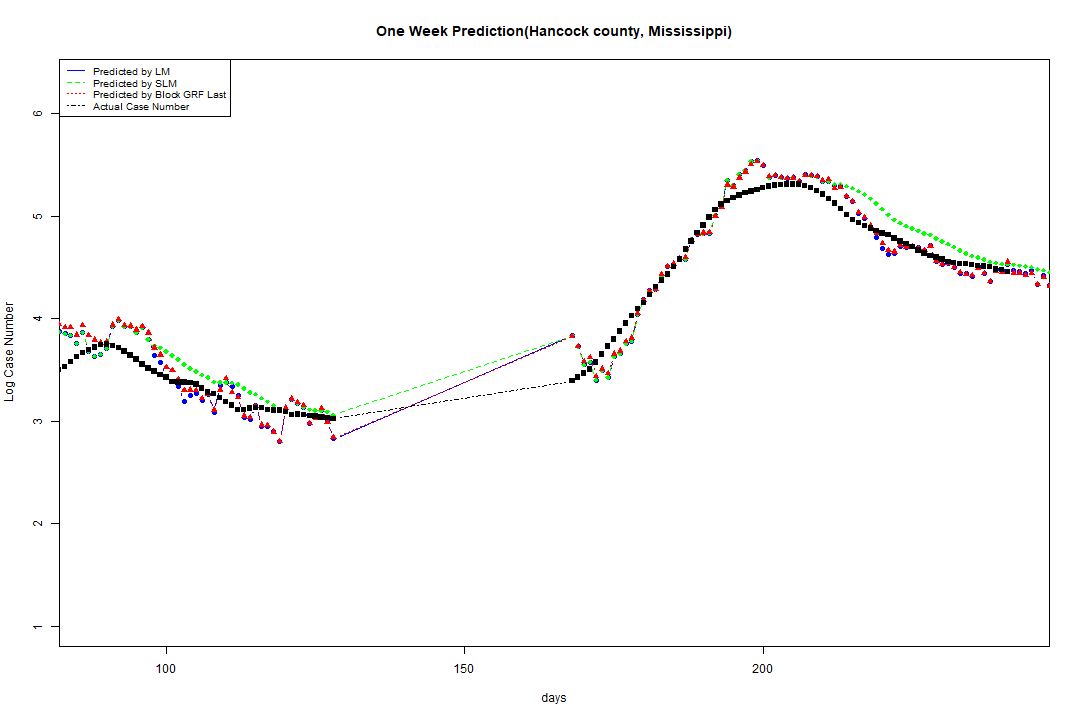 One Week Prediction(Hancock county, Mississippi)
Predicted by LM
Predicted by SLM
Predicted by Block GRF Last
Actual Case Number
6
5
4
3
2
1
Log Case Number
100 150 200
days